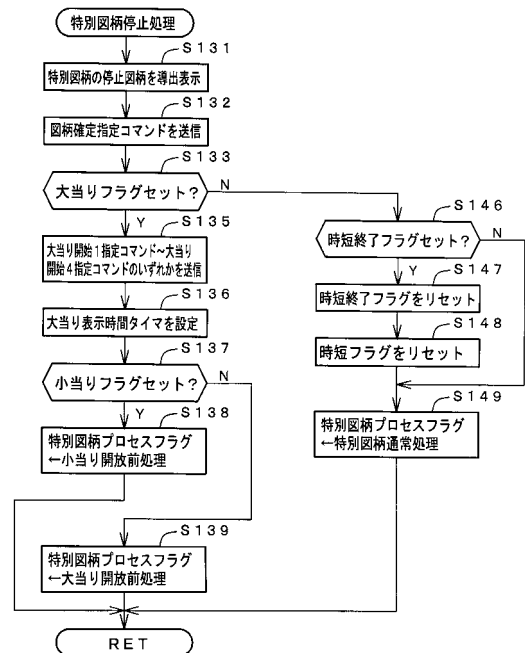 特別図柄停止処理
S131
特別図柄の停止図柄を導出表示
S132
図柄確定指定コマンドを送信
S133
大当りフラグセット？
N
Y
S135
大当り開始1指定コマンド～大当り
開始4指定コマンドのいずれかを送信
S136
大当り表示時間タイマを設定
S137
小当りフラグセット？
N
Y
S138
特別図柄プロセスフラグ
←小当り開放前処理
S139
特別図柄プロセスフラグ
←大当り開放前処理
RET
S146
時短終了フラグセット？
N
Y
S147
時短終了フラグをリセット
S148
時短フラグをリセット
S149
特別図柄プロセスフラグ
←特別図柄通常処理